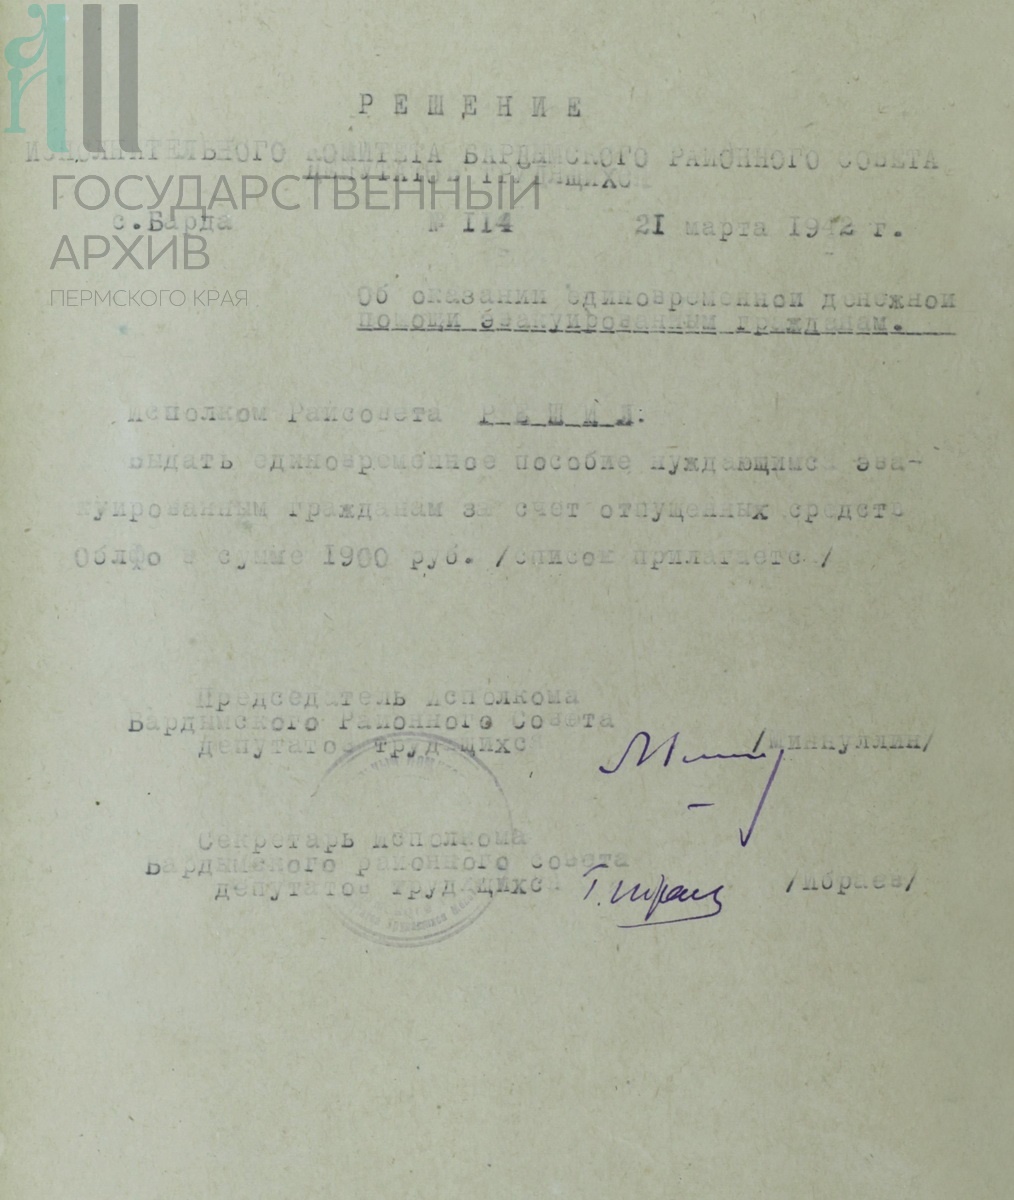 РЕШЕНИЕ
ИСПОЛНИТЕЛЬНОГО КОМИТЕТА БАРДЫМСКОГО РАЙОННОГО СОВЕТА
ДЕПУТАТОВ ТРУДЯЩИХСЯ
ГОСУДАРСТВЕННЫЙ
АРХИВ
ПЕРМСКОГО КРАЯ
с.Барда № 114 21 марта 1942 г.
Об оказании единовременной денежной
помощи эвакуированным гражданам.
Исполком Райсовета РЕШИЛ:
Выдать единовременное пособие нуждающимся эва-
куированным гражданам за счет отпущенных средств
Облфо в сумме 1900 руб. /список прилагается/
Председатель Исполкома
Бардымского Районного Совета
депутатов трудящихся /Миннуллин/
Секретарь Исполкома
Бардымского районного совета
депутатов трудящихся /Ибраев/